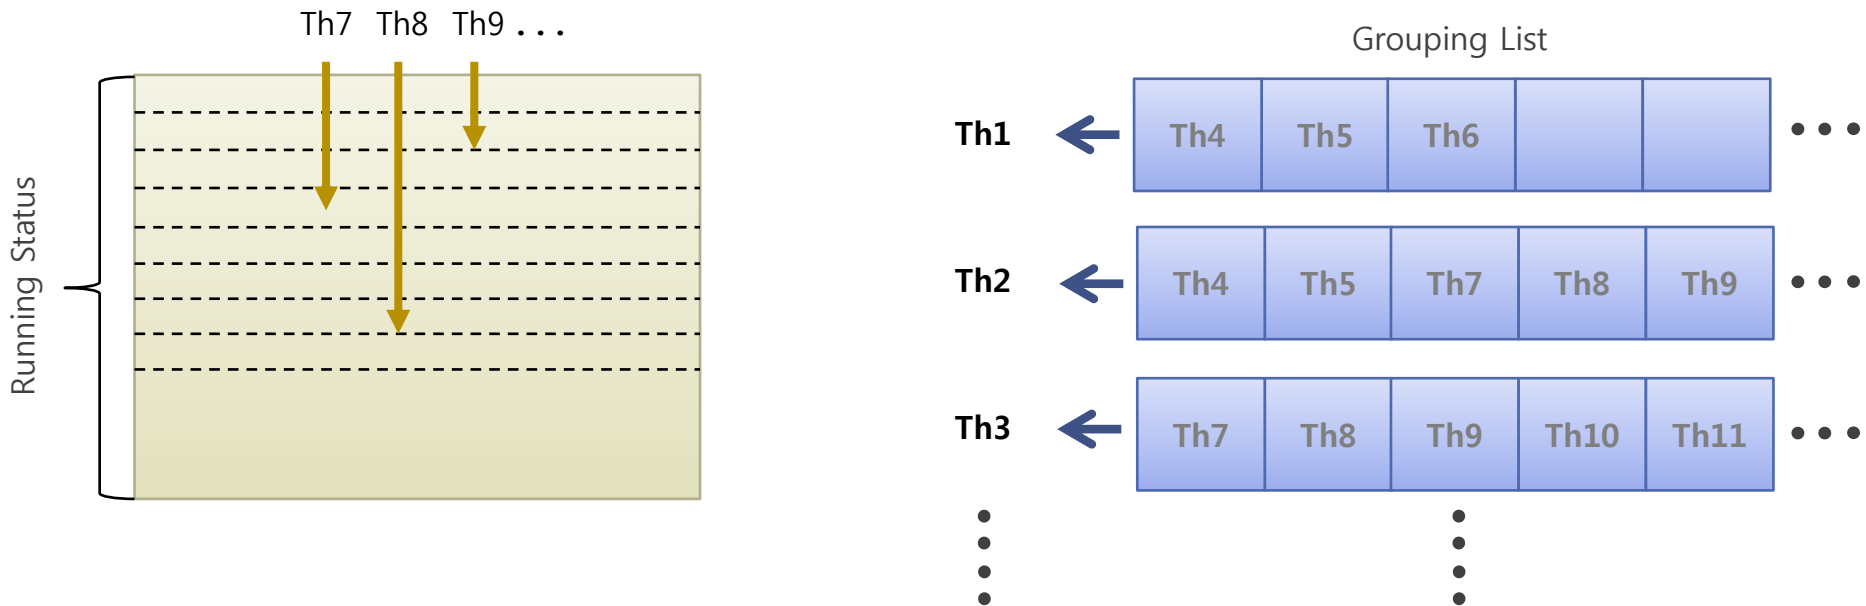 Th7 Th8 Th9 ...
Running Status
Grouping List
Th1 Th4 Th5 Th6 ...
Th2 Th4 Th5 Th7 Th8 Th9 ...
Th3 Th7 Th8 Th9 Th10 Th11 ...